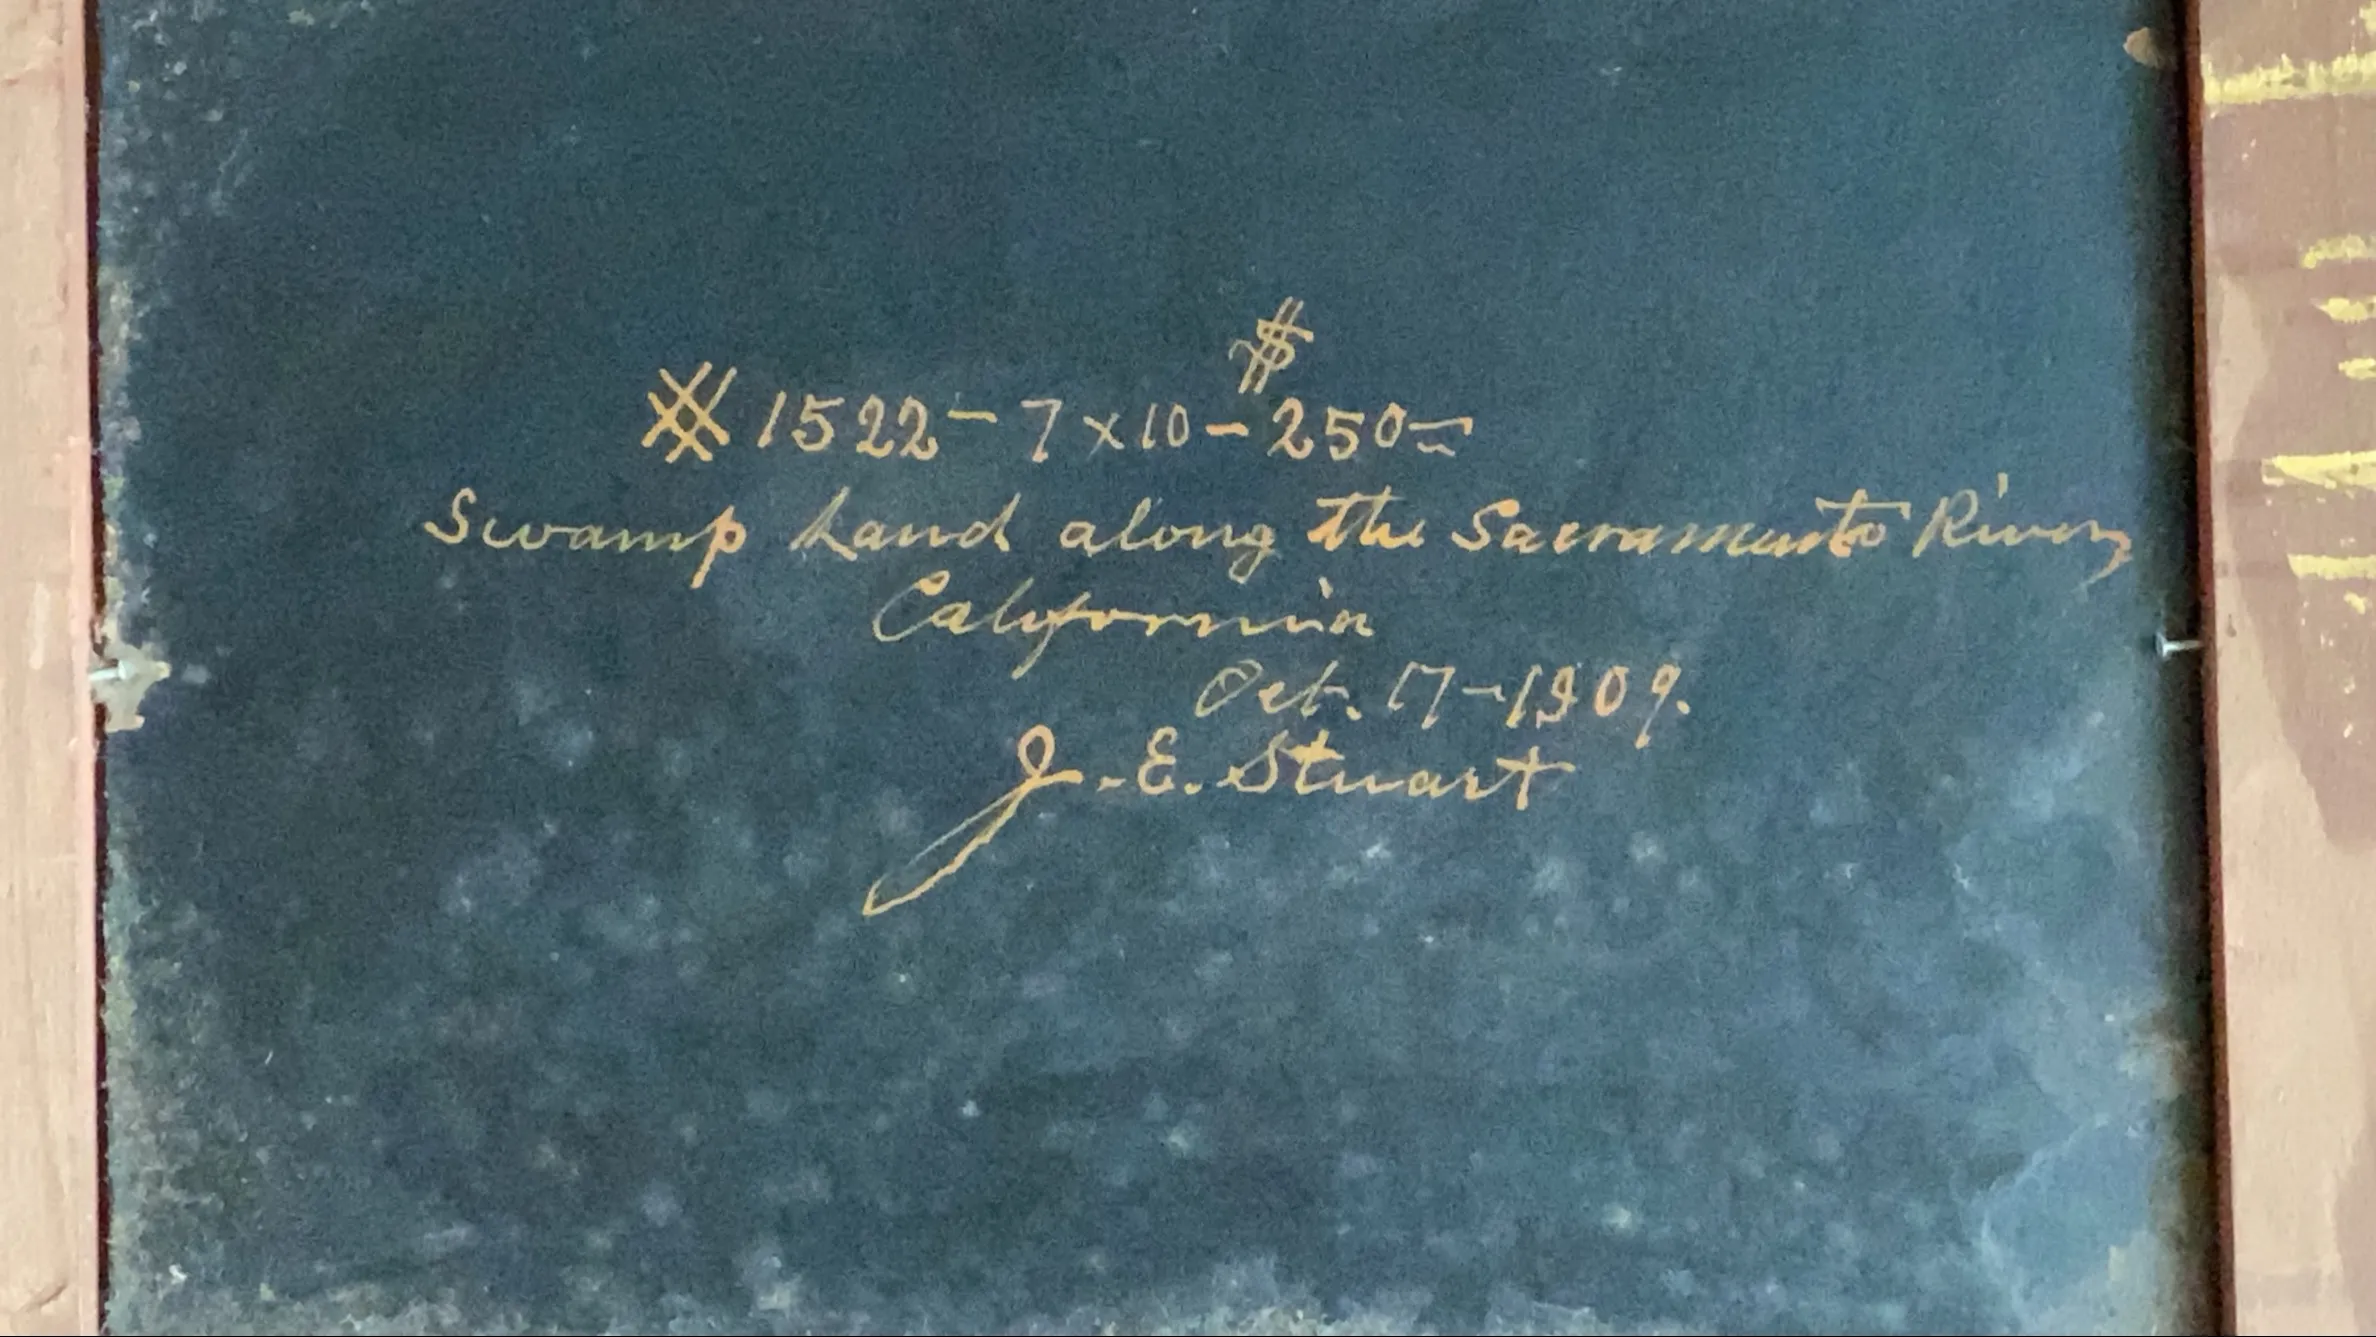 $
# 1522 - 7 x 10 - 250 =
Swamp Land along the Sacramento River,
California
Oct. 17-1909.
J. E. Stuart